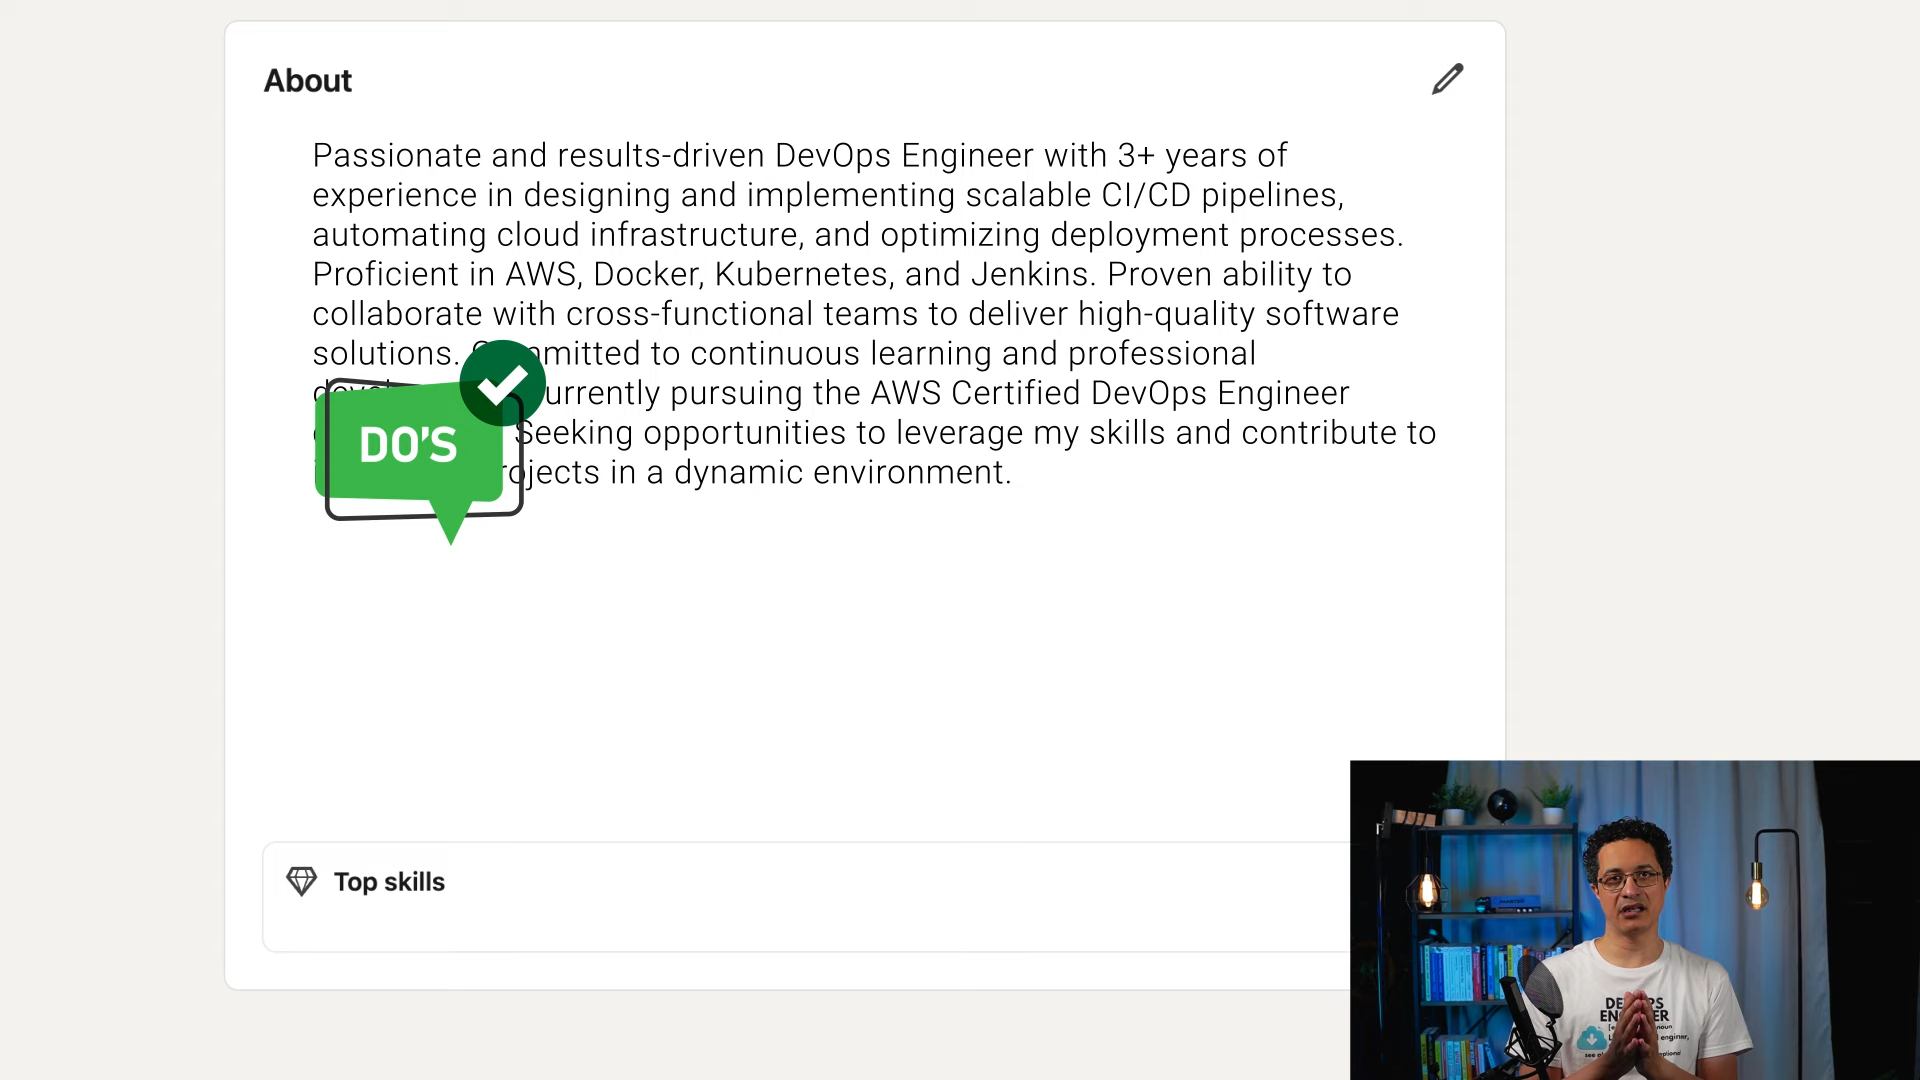 About
Passionate and results-driven DevOps Engineer with 3+ years of
experience in designing and implementing scalable CI/CD pipelines,
automating cloud infrastructure, and optimizing deployment processes.
Proficient in AWS, Docker, Kubernetes, and Jenkins. Proven ability to
collaborate with cross-functional teams to deliver high-quality software
solutions. to continuous learning and professional
pursuing the AWS Certified DevOps Engineer
Seeking opportunities to leverage my skills and contribute to
in a dynamic environment.
DO'S
Top skills